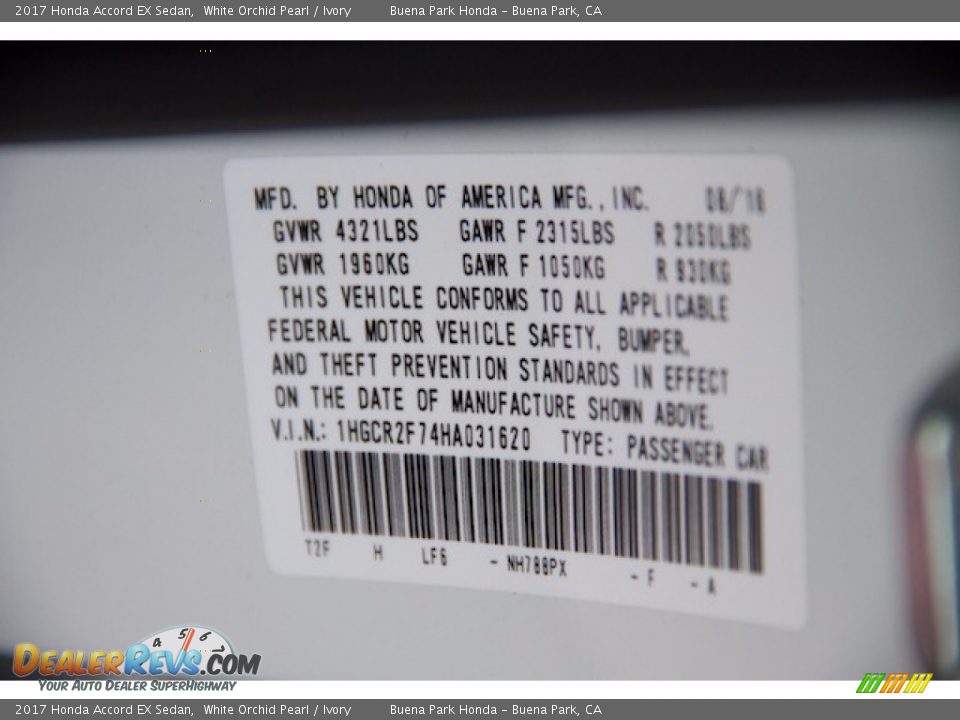 2017 Honda Accord EX Sedan, White Orchid Pearl / Ivory Buena Park Honda - Buena Park, CA
MFD. BY HONDA OF AMERICA MFG., INC. 08/16
GVWR 4321LBS GAWR F 2315LBS R 2050LBS
GVWR 1960KG GAWR F 1050KG R 930KG
THIS VEHICLE CONFORMS TO ALL APPLICABLE
FEDERAL MOTOR VEHICLE SAFETY, BUMPER,
AND THEFT PREVENTION STANDARDS IN EFFECT
ON THE DATE OF MANUFACTURE SHOWN ABOVE.
V.I.N.: 1HGCR2F74HA031620 TYPE: PASSENGER CAR
T2F H LF6 - NH788PX - F - A
4 5 6
DEALERREVS.COM
YOUR AUTO DEALER SUPERHIGHWAY
2017 Honda Accord EX Sedan, White Orchid Pearl / Ivory Buena Park Honda - Buena Park, CA